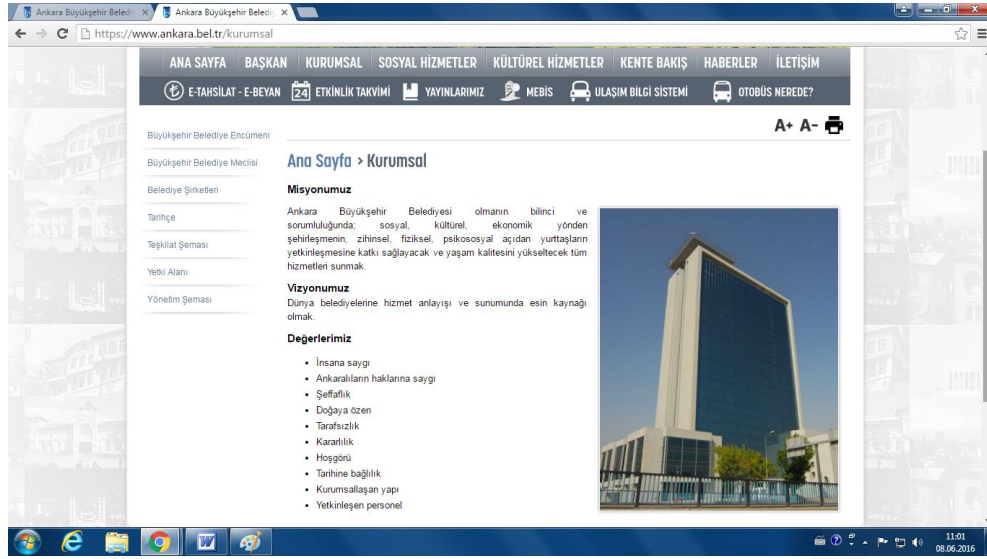 Ankara Büyükşehir Beledi
Ankara Büyükşehir Belediy
https://www.ankara.bel.tr/kurumsal
ANA SAYFA BAŞKAN KURUMSAL SOSYAL HİZMETLER KÜLTÜREL HİZMETLER KENTE BAKIŞ HABERLER İLETİŞİM
E-TAHSİLAT - E-BEYAN 24 ETKİNLİK TAKVİMİ YAYINLARIMIZ MEBİS ULAŞIM BİLGİ SİSTEMİ OTOBÜS NEREDE?
A+ A-
Büyükşehir Belediye Encümeni
Büyükşehir Belediye Meclisi
Belediye Şirketleri
Tarihçe
Teşkilat Şeması
Yetki Alanı
Yönetim Şeması
Ana Sayfa > Kurumsal
Misyonumuz
Ankara Büyükşehir Belediyesi olmanın bilinci ve
sorumluluğunda; sosyal, kültürel, ekonomik yönden
şehirleşmenin, zihinsel, fiziksel, psikososyal açıdan yurttaşların
yetkinleşmesine katkı sağlayacak ve yaşam kalitesini yükseltecek tüm
hizmetleri sunmak.
Vizyonumuz
Dünya belediyelerine hizmet anlayışı ve sunumunda esin kaynağı
olmak.
Değerlerimiz
• İnsana saygı
• Ankaralıların haklarına saygı
• Şeffaflık
• Doğaya özen
• Tarafsızlık
• Kararlılık
• Hoşgörü
• Tarihine bağlılık
• Kurumsallaşan yapı
• Yetkinleşen personel
11:01
08.06.2016